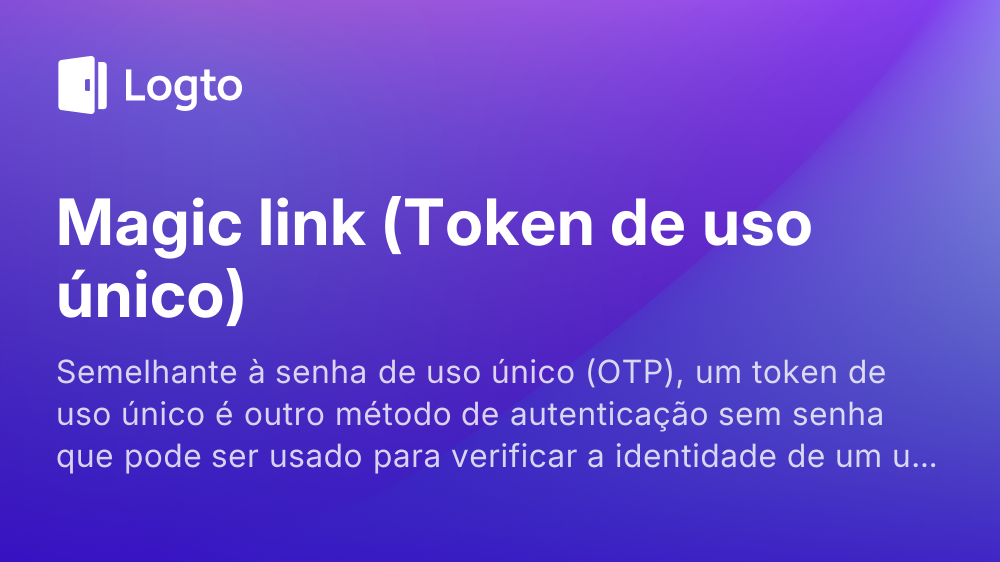 Logto
Magic link (Token de uso
único)
Semelhante à senha de uso único (OTP), um token de
uso único é outro método de autenticação sem senha
que pode ser usado para verificar a identidade de um u...